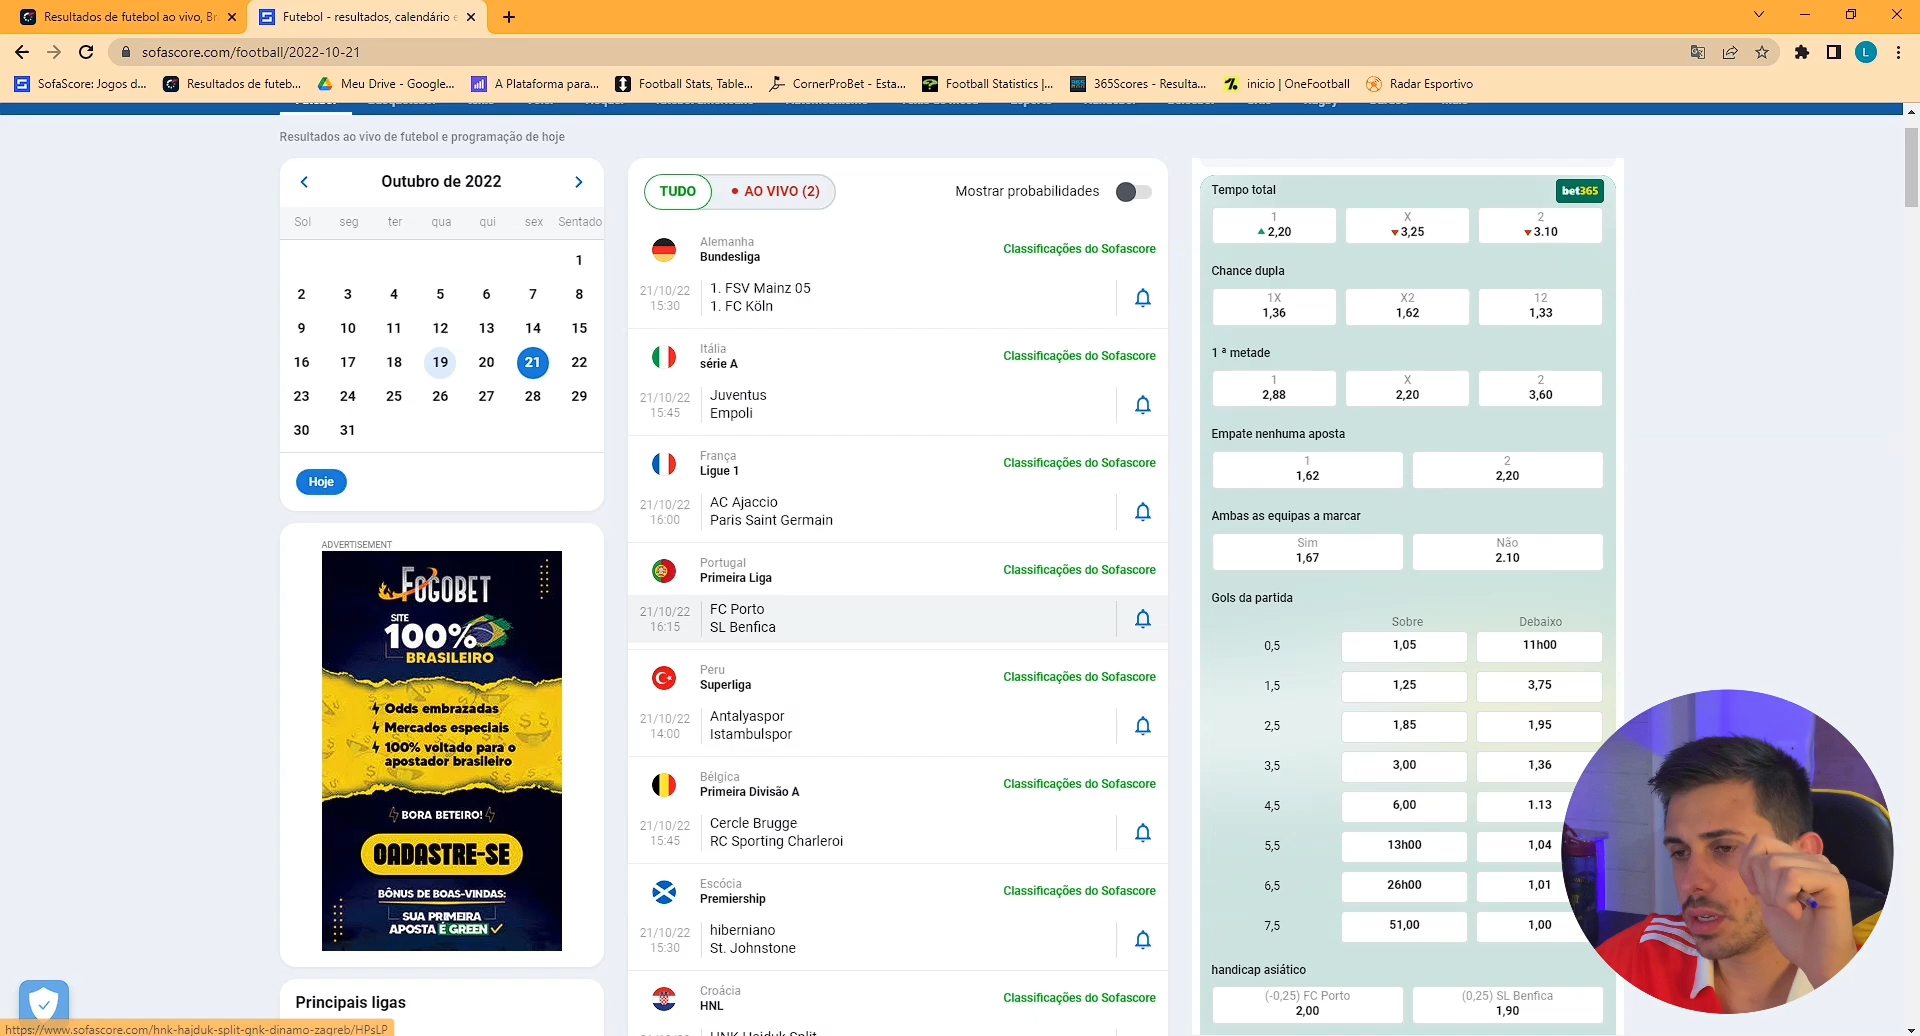 Resultados de futebol ao vivo, Br
Futebol - resultados, calendário e
sofascore.com/football/2022-10-21
L
SofaScore: Jogos d...
Resultados de futeb...
Meu Drive - Google...
A Plataforma para...
Football Stats, Table...
CornerProBet - Esta...
Football Statistics |...
365Scores - Resulta...
inicio | OneFootball
Radar Esportivo
Resultados ao vivo de futebol e programação de hoje
Outubro de 2022
Sol seg ter qua qui sex Sentado
1
2 3 4 5 6 7 8
9 10 11 12 13 14 15
16 17 18 19 20 21 22
23 24 25 26 27 28 29
30 31
Hoje
ADVERTISEMENT
FOGOBET
SITE
100%
BRASILEIRO
Odds embrazadas
Mercados especiais
100% voltado para o
apostador brasileiro
BORA BETEIRO!
CADASTRE-SE
BÔNUS DE BOAS-VINDAS:
SUA PRIMEIRA
APOSTA É GREEN
Principais ligas
https://www.sofascore.com/hnk-hajduk-split-gnk-dinamo-zagreb/HPsLP
TUDO
AO VIVO (2)
Mostrar probabilidades
Alemanha
Bundesliga
Classificações do Sofascore
21/10/22
15:30
1. FSV Mainz 05
1. FC Köln
Itália
série A
Classificações do Sofascore
21/10/22
15:45
Juventus
Empoli
França
Ligue 1
Classificações do Sofascore
21/10/22
16:00
AC Ajaccio
Paris Saint Germain
Portugal
Primeira Liga
Classificações do Sofascore
21/10/22
16:15
FC Porto
SL Benfica
Peru
Superliga
Classificações do Sofascore
21/10/22
14:00
Antalyaspor
Istambulspor
Bélgica
Primeira Divisão A
Classificações do Sofascore
21/10/22
15:45
Cercle Brugge
RC Sporting Charleroi
Escócia
Premiership
Classificações do Sofascore
21/10/22
15:30
hiberniano
St. Johnstone
Croácia
HNL
Classificações do Sofascore
HNK Hajduk Split
Tempo total
bet365
1 X 2
2,20 3,25 3.10
Chance dupla
1X X2 12
1,36 1,62 1,33
1 ª metade
1 X 2
2,88 2,20 3,60
Empate nenhuma aposta
1 2
1,62 2,20
Ambas as equipas a marcar
Sim Não
1,67 2.10
Gols da partida
Sobre Debaixo
0,5 1,05 11h00
1,5 1,25 3,75
2,5 1,85 1,95
3,5 3,00 1,36
4,5 6,00 1.13
5,5 13h00 1,04
6,5 26h00 1,01
7,5 51,00 1,00
handicap asiático
(-0,25) FC Porto (0,25) SL Benfica
2,00 1,90